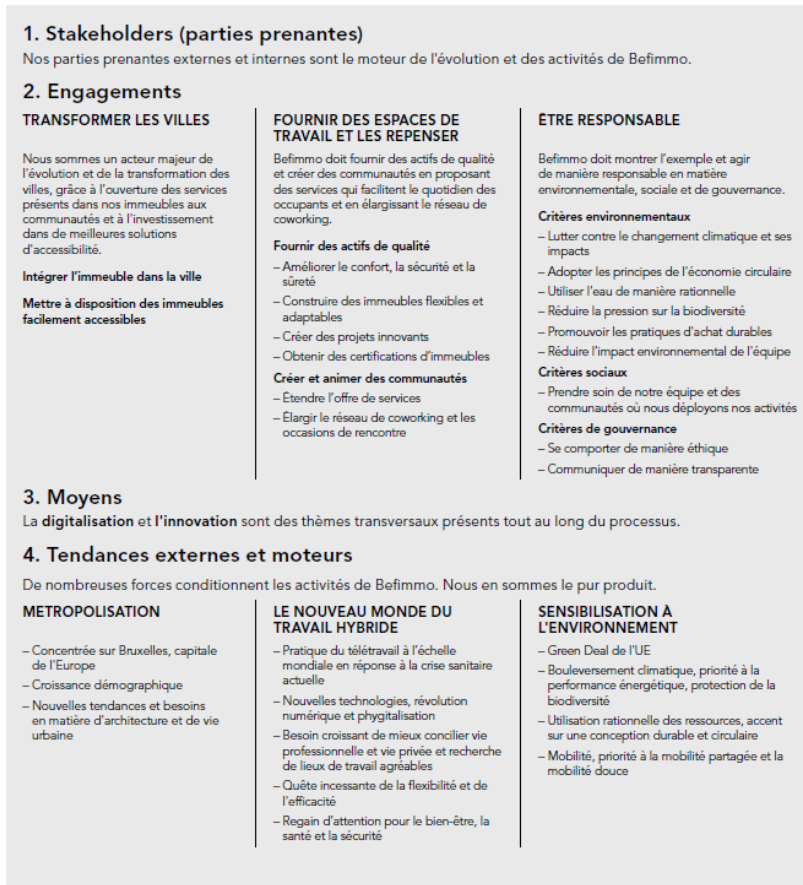 1. Stakeholders (parties prenantes)
Nos parties prenantes externes et internes sont le moteur de l'évolution et des activités de Befimmo.
2. Engagements
TRANSFORMER LES VILLES
Nous sommes un acteur majeur de
l'évolution et de la transformation des
villes, grâce à l'ouverture des services
présents dans nos immeubles aux
communautés et à l'investissement
dans de meilleures solutions
d'accessibilité.
Intégrer l'immeuble dans la ville
Mettre à disposition des immeubles
facilement accessibles
FOURNIR DES ESPACES DE
TRAVAIL ET LES REPENSER
Befimmo doit fournir des actifs de qualité
et créer des communautés en proposant
des services qui facilitent le quotidien des
occupants et en élargissant le réseau de
coworking.
Fournir des actifs de qualité
– Améliorer le confort, la sécurité et la
sûreté
– Construire des immeubles flexibles et
adaptables
– Créer des projets innovants
– Obtenir des certifications d'immeubles
Créer et animer des communautés
– Étendre l'offre de services
– Élargir le réseau de coworking et les
occasions de rencontre
ÊTRE RESPONSABLE
Befimmo doit montrer l'exemple et agir
de manière responsable en matière
environnementale, sociale et de gouvernance.
Critères environnementaux
– Lutter contre le changement climatique et ses
impacts
– Adopter les principes de l'économie circulaire
– Utiliser l'eau de manière rationnelle
– Réduire la pression sur la biodiversité
– Promouvoir les pratiques d'achat durables
– Réduire l'impact environnemental de l'équipe
Critères sociaux
– Prendre soin de notre équipe et des
communautés où nous déployons nos activités
Critères de gouvernance
– Se comporter de manière éthique
– Communiquer de manière transparente
3. Moyens
La digitalisation et l'innovation sont des thèmes transversaux présents tout au long du processus.
4. Tendances externes et moteurs
De nombreuses forces conditionnent les activités de Befimmo. Nous en sommes le pur produit.
METROPOLISATION
– Concentrée sur Bruxelles, capitale
de l'Europe
– Croissance démographique
– Nouvelles tendances et besoins
en matière d'architecture et de vie
urbaine
LE NOUVEAU MONDE DU
TRAVAIL HYBRIDE
– Pratique du télétravail à l'échelle
mondiale en réponse à la crise sanitaire
actuelle
– Nouvelles technologies, révolution
numérique et phygitalisation
– Besoin croissant de mieux concilier vie
professionnelle et vie privée et recherche
de lieux de travail agréables
– Quête incessante de la flexibilité et de
l'efficacité
– Regain d'attention pour le bien-être, la
santé et la sécurité
SENSIBILISATION À
L'ENVIRONNEMENT
– Green Deal de l'UE
– Bouleversement climatique, priorité à la
performance énergétique, protection de la
biodiversité
– Utilisation rationnelle des ressources, accent
sur une conception durable et circulaire
– Mobilité, priorité à la mobilité partagée et la
mobilité douce